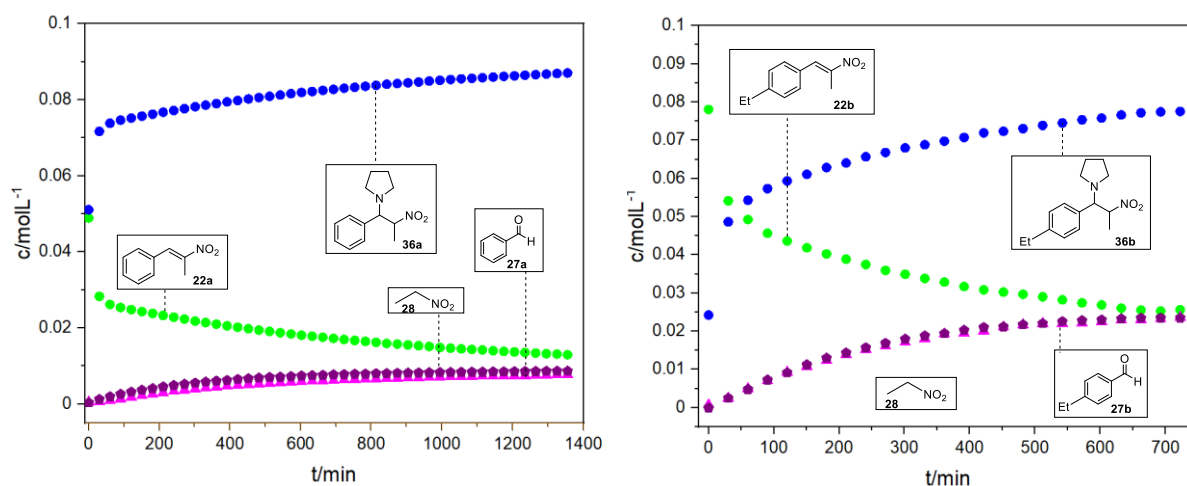 c/molL⁻¹
0.1
0.08
0.06
0.04
0.02
0
0
200
400
600
800
1000
1200
1400
t/min
NO₂
22a
N
NO₂
36a
O
H
27a
NO₂
28
c/molL⁻¹
0.1
0.09
0.08
0.07
0.06
0.05
0.04
0.03
0.02
0.01
0
0
100
200
300
400
500
600
700
t/min
NO₂
Et
22b
N
NO₂
Et
36b
NO₂
28
O
H
Et
27b